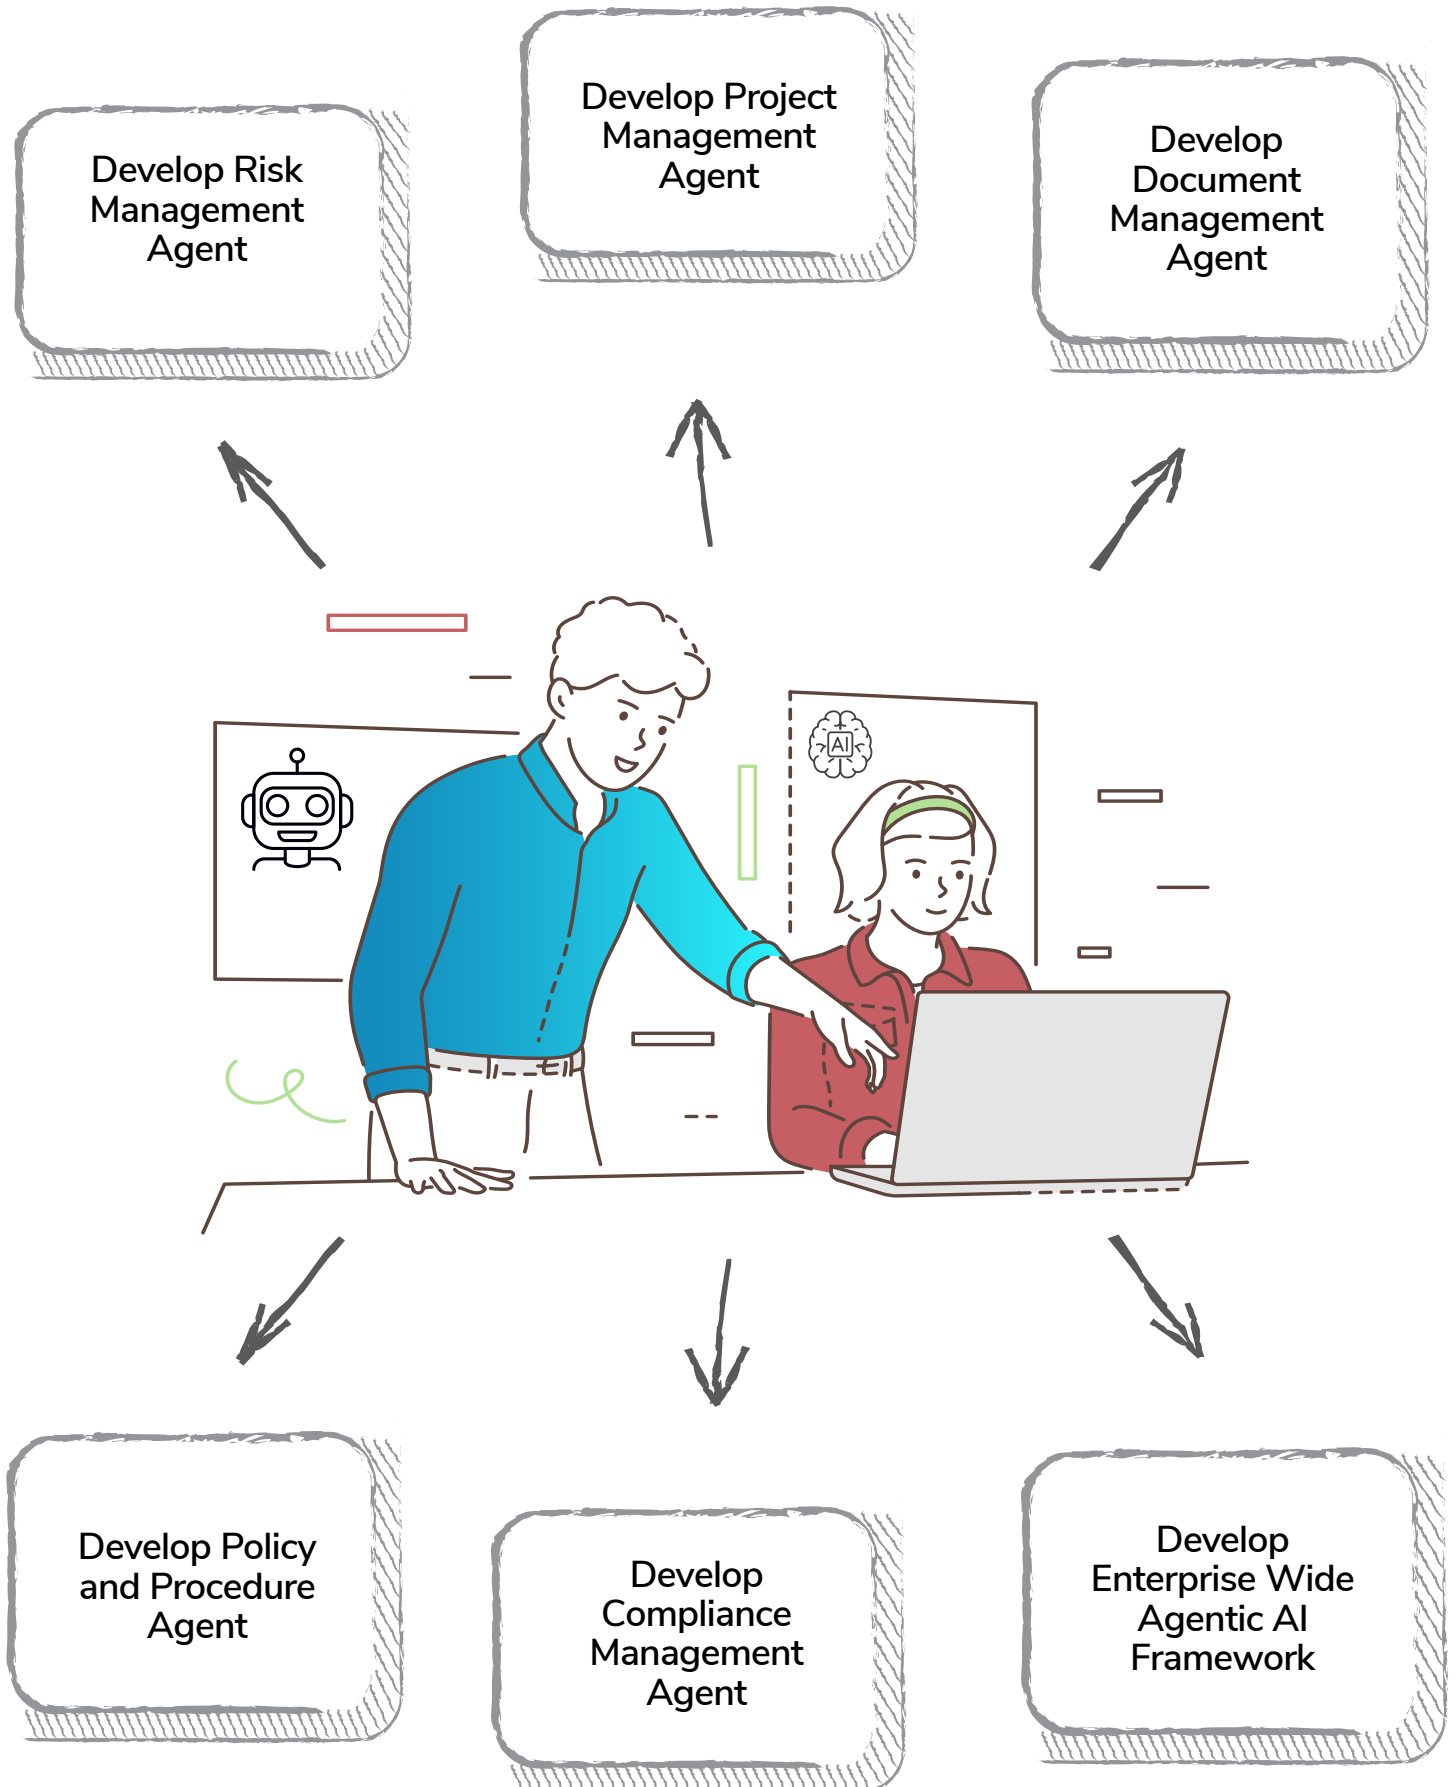 Develop Risk
Management
Agent
Develop Project
Management
Agent
Develop
Document
Management
Agent
AI
Develop Policy
and Procedure
Agent
Develop
Compliance
Management
Agent
Develop
Enterprise Wide
Agentic AI
Framework